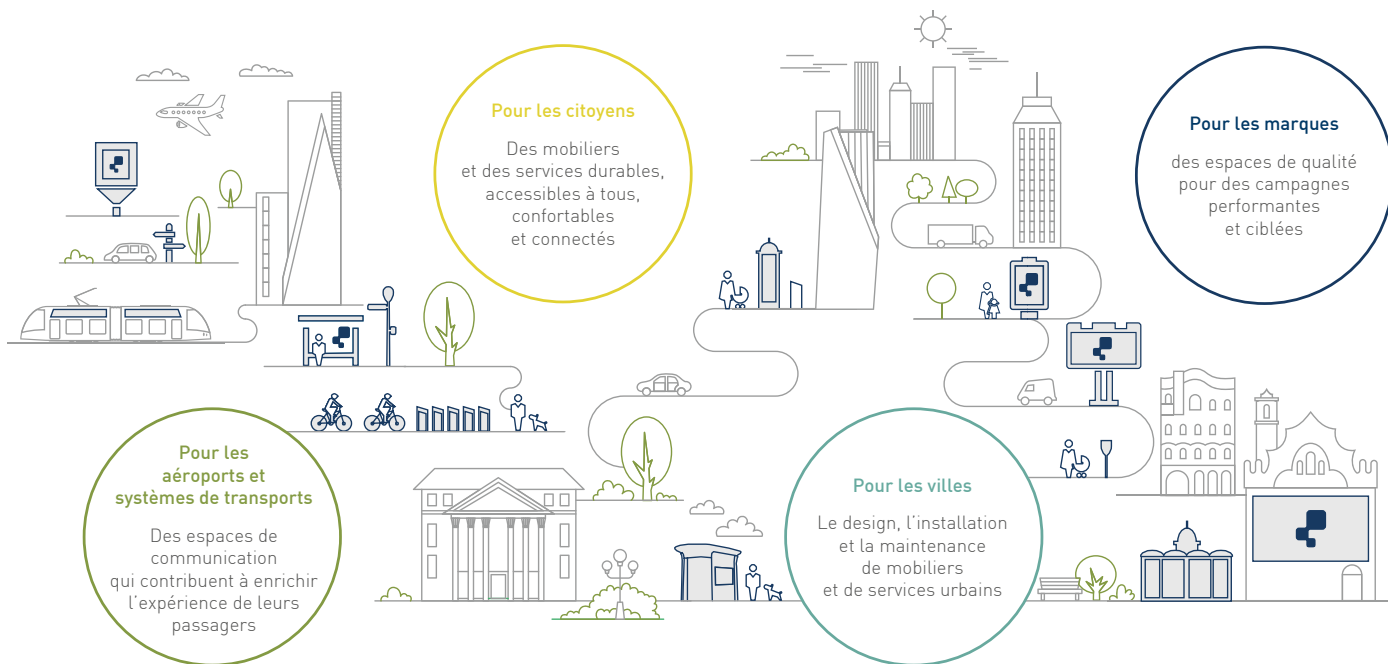 Pour les citoyens
Des mobiliers
et des services durables,
accessibles à tous,
confortables
et connectés
Pour les marques
des espaces de qualité
pour des campagnes
performantes
et ciblées
Pour les
aéroports et
systèmes de transports
Des espaces de
communication
qui contribuent à enrichir
l'expérience de leurs
passagers
Pour les villes
Le design, l'installation
et la maintenance
de mobiliers
et de services urbains